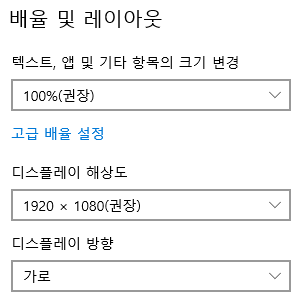 배율 및 레이아웃
텍스트, 앱 및 기타 항목의 크기 변경
100%(권장)
고급 배율 설정
디스플레이 해상도
1920 × 1080(권장)
디스플레이 방향
가로